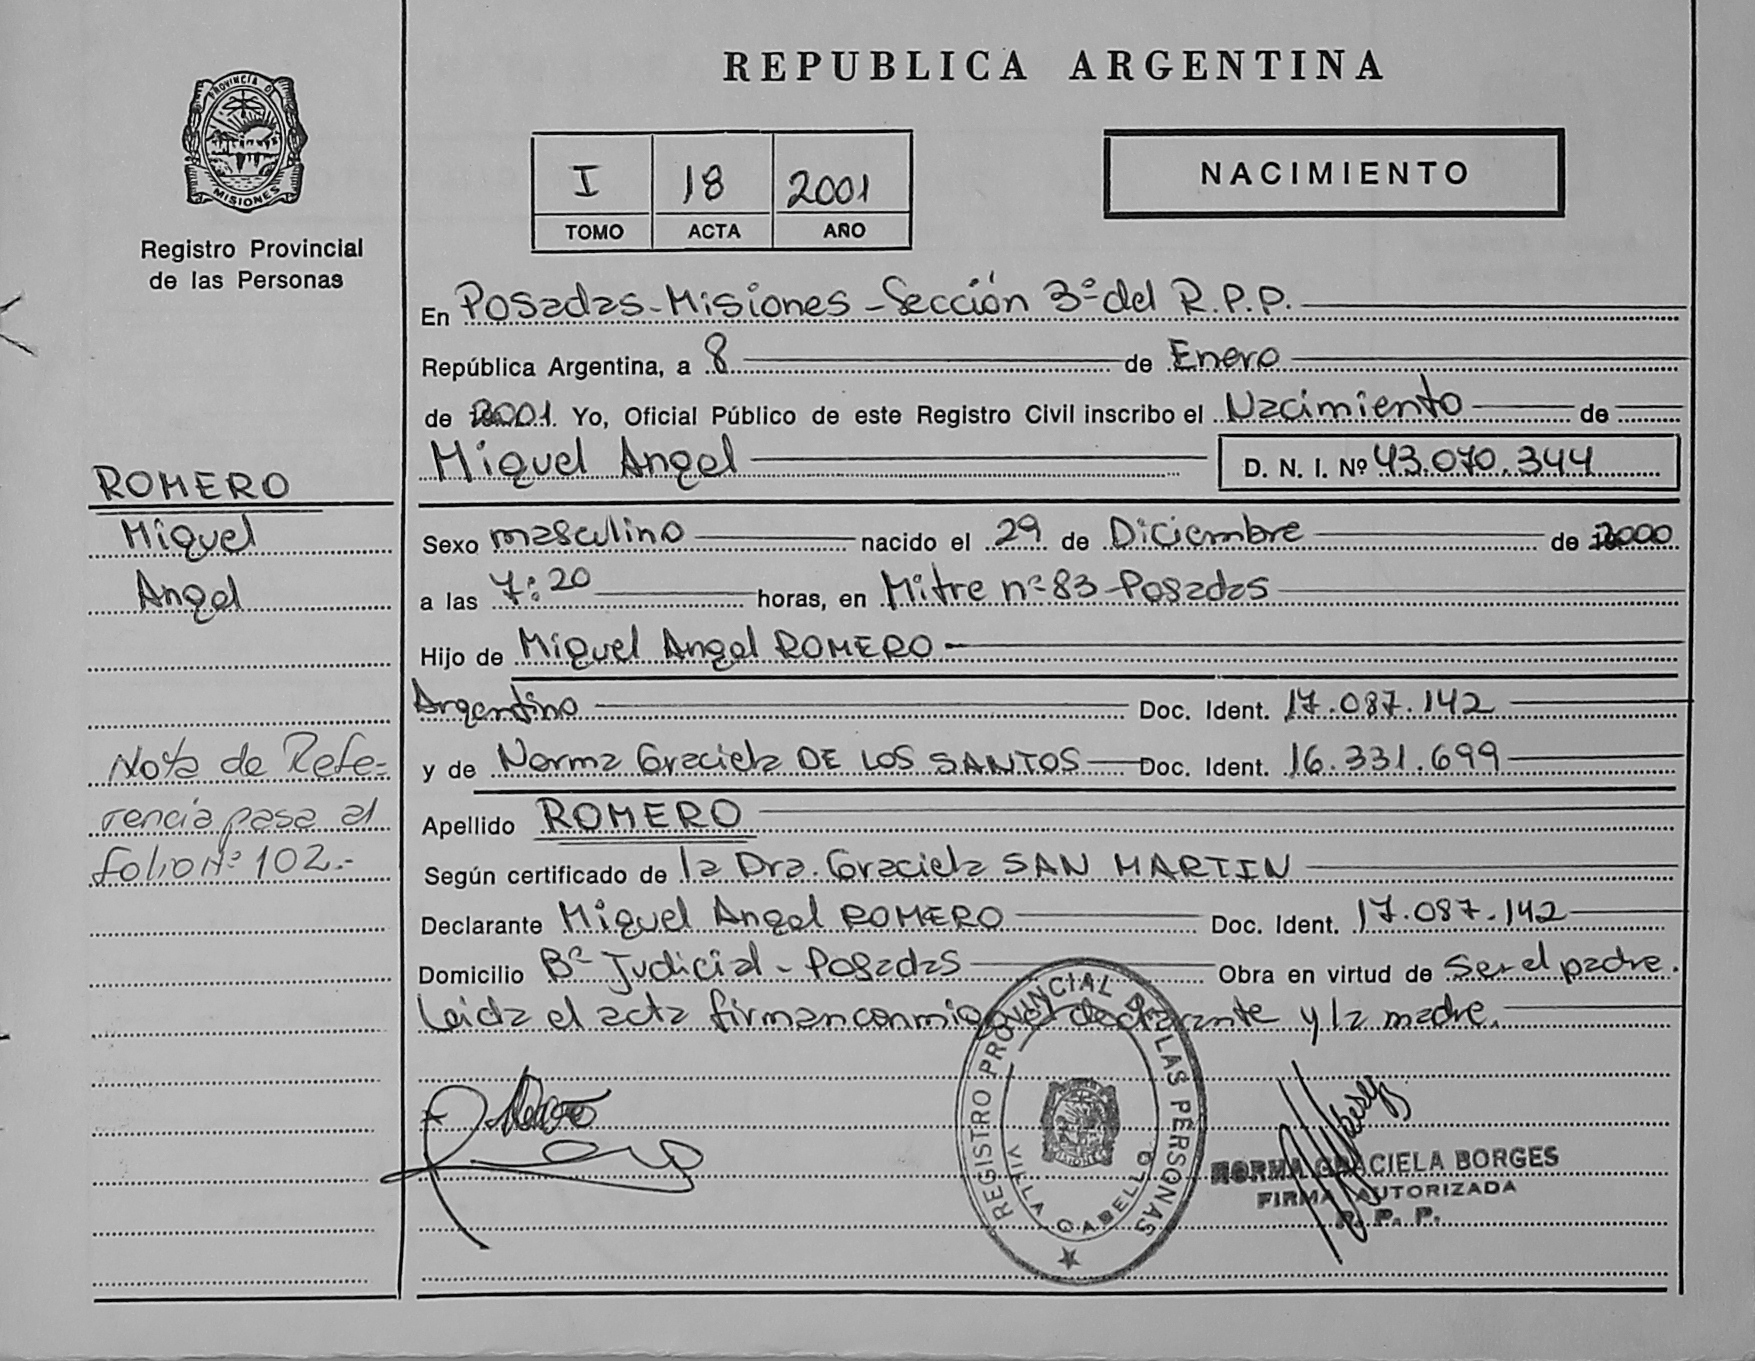 REPUBLICA ARGENTINA
PROVINCIA DE MISIONES
Registro Provincial
de las Personas
I 18 2001
TOMO ACTA AÑO
NACIMIENTO
En Posadas-Misiones-Sección 3º del R.P.P.
República Argentina, a 8 de Enero
de 2001. Yo, Oficial Público de este Registro Civil inscribo el Nacimiento de
Miguel Angel D. N. I. Nº 43.070.344
ROMERO
Miguel
Angel
Sexo masculino nacido el 29 de Diciembre de 2000
a las 7:20 horas, en Mitre nº 83-Posadas
Hijo de Miguel Angel ROMERO
Argentino Doc. Ident. 17.087.142
y de Norma Graciela DE LOS SANTOS Doc. Ident. 16.331.699
Apellido ROMERO
Nota de Refe-
rencia pasa al
folio Nº 102.-
Según certificado de la Dra. Graciela SAN MARTIN
Declarante Miguel Angel ROMERO Doc. Ident. 17.087.142
Domicilio Bº Judicial - Posadas Obra en virtud de ser el padre.
Leida el acta firman conmigo el declarante y la madre.
REGISTRO PROVINCIAL DE LAS PERSONAS
VILLA CABELLO
MISIONES
NORMA GRACIELA BORGES
FIRMA AUTORIZADA
R. P. P.